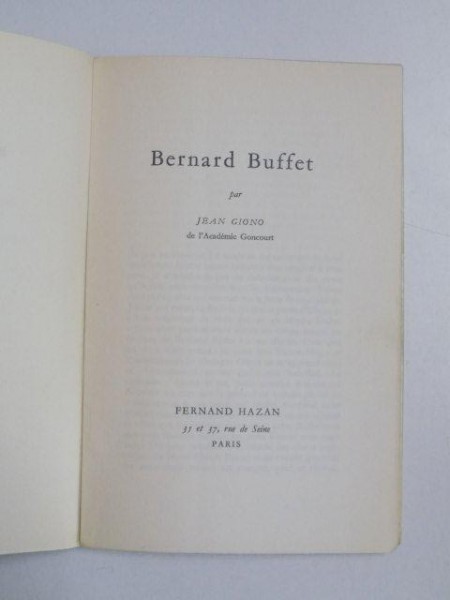 Bernard Buffet
par
JEAN GIONO
de l'Académie Goncourt
FERNAND HAZAN
35 et 37, rue de Seine
PARIS